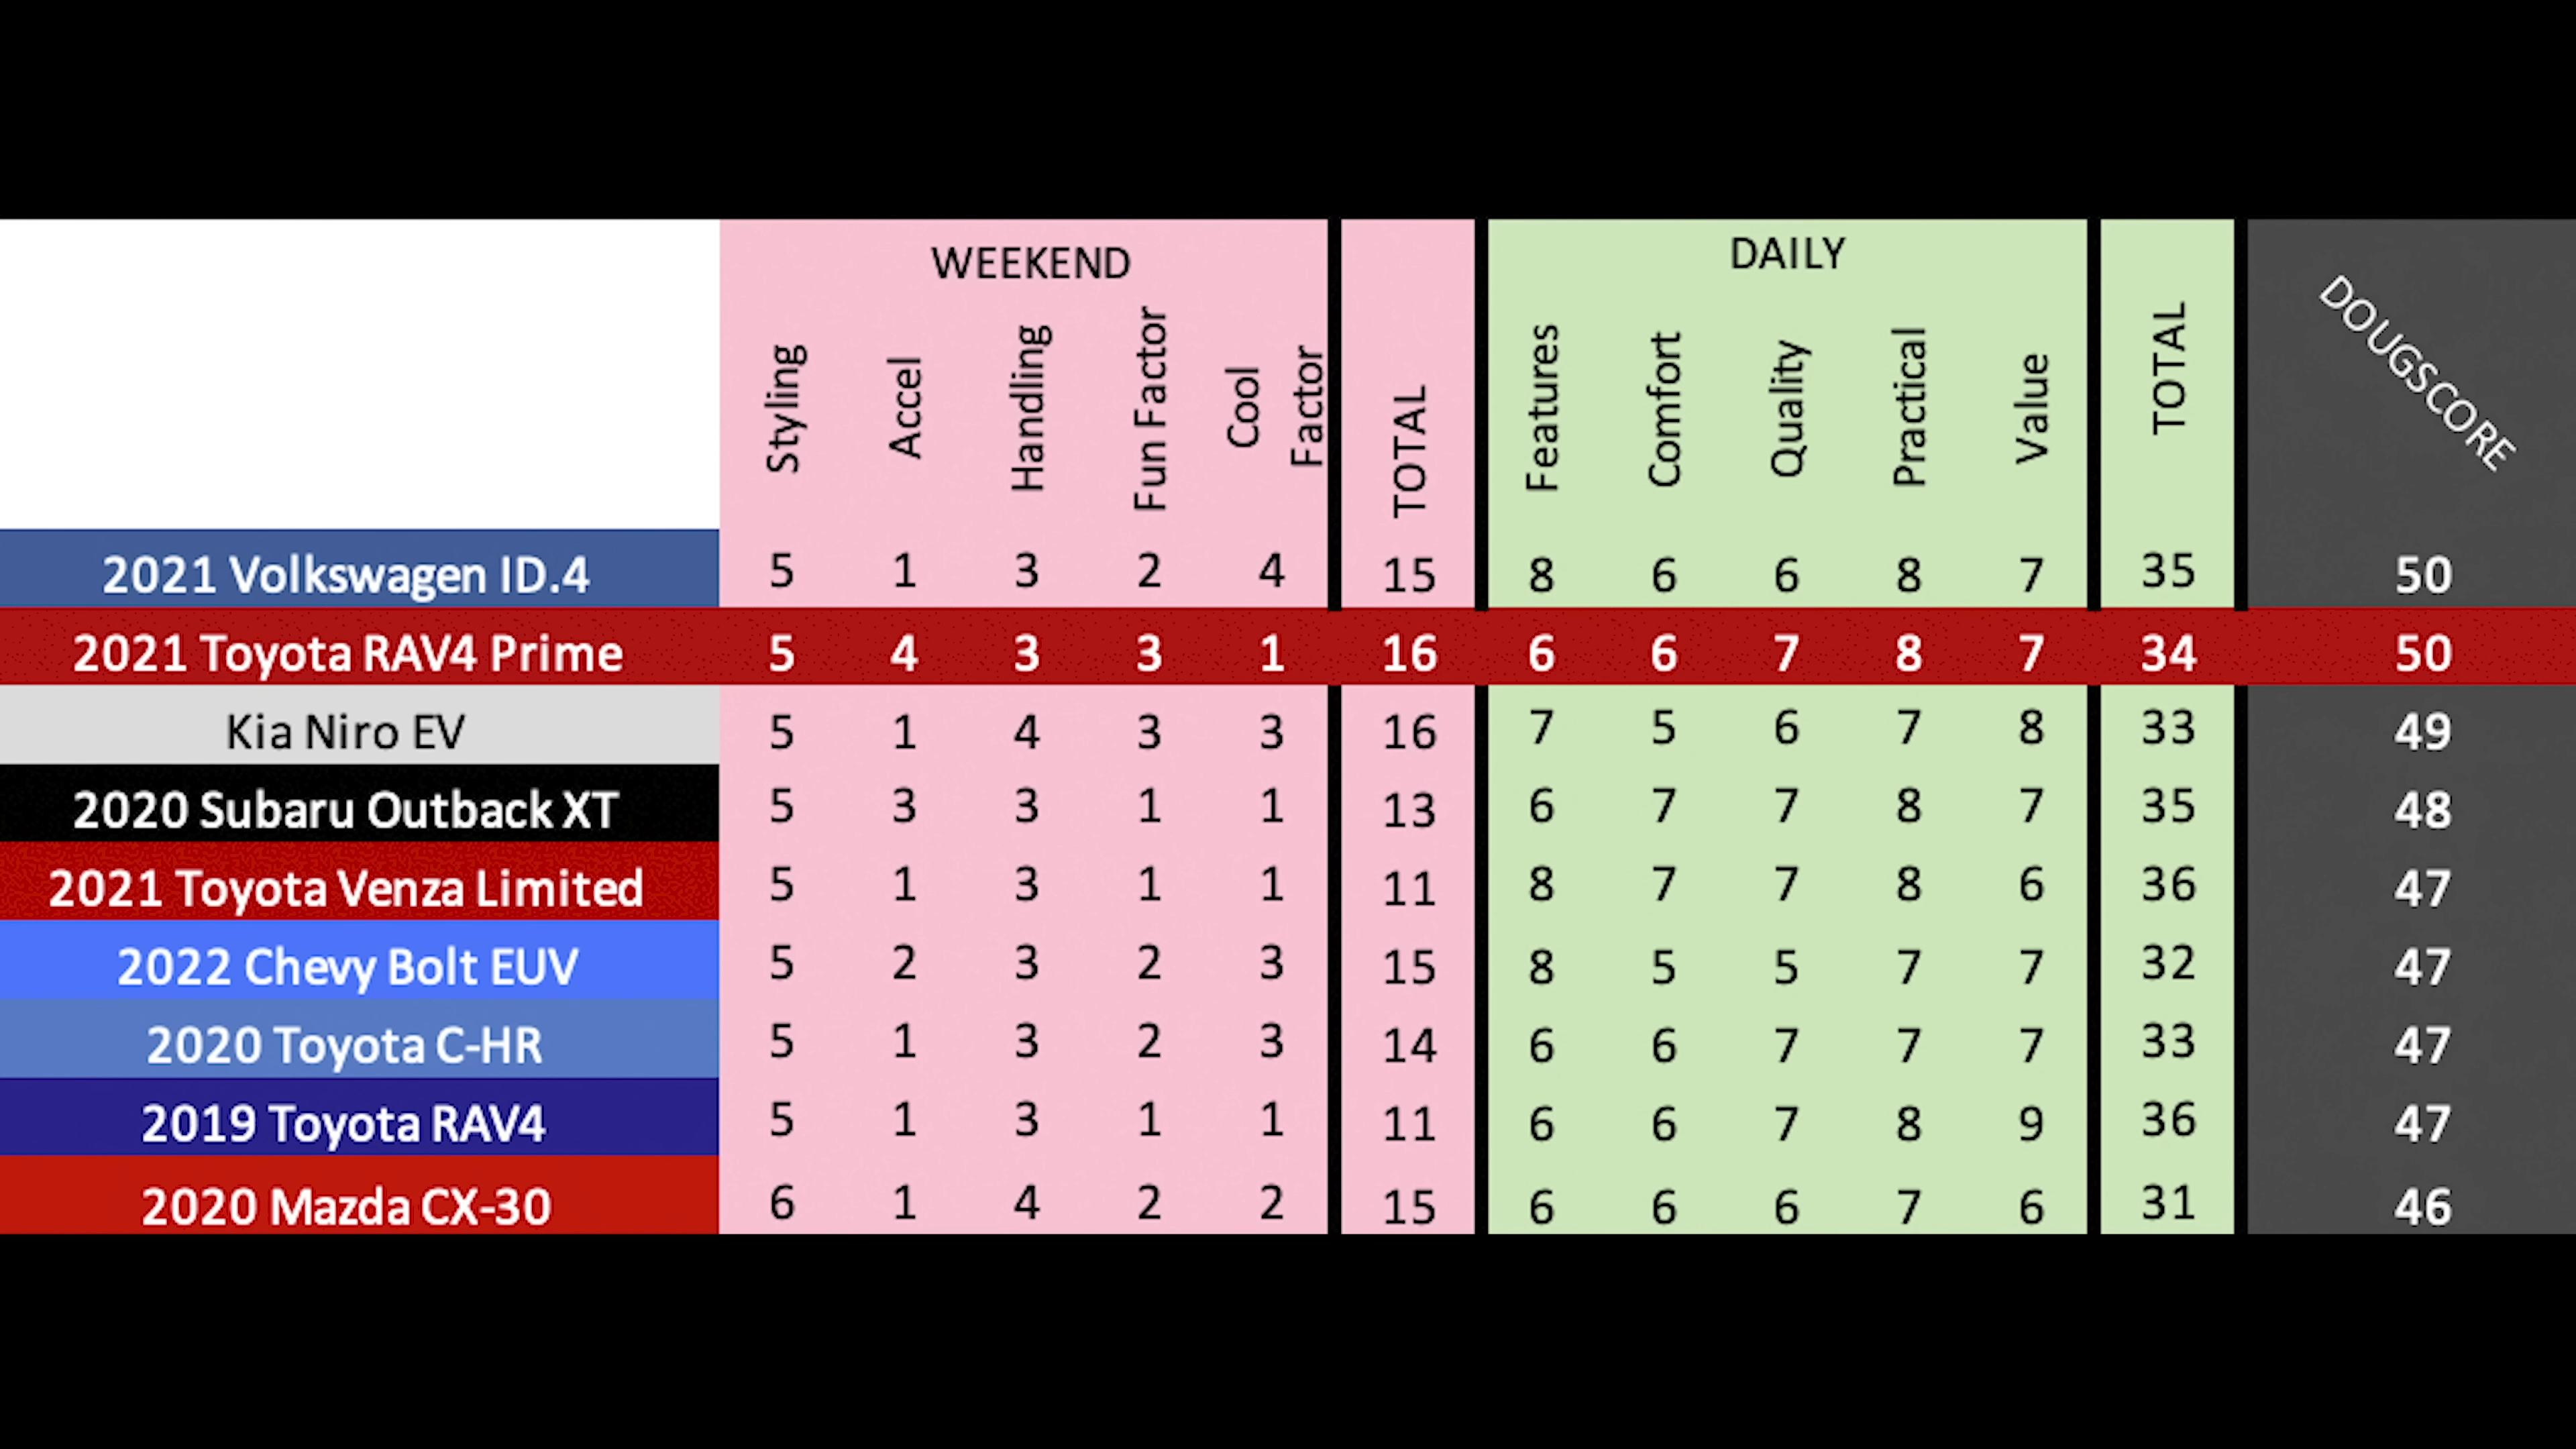 WEEKEND
DAILY
Styling
Accel
Handling
Fun Factor
Cool
Factor
TOTAL
Features
Comfort
Quality
Practical
Value
TOTAL
DOUGSCORE
2021 Volkswagen ID.4 5 1 3 2 4 15 8 6 6 8 7 35 50
2021 Toyota RAV4 Prime 5 4 3 3 1 16 6 6 7 8 7 34 50
Kia Niro EV 5 1 4 3 3 16 7 5 6 7 8 33 49
2020 Subaru Outback XT 5 3 3 1 1 13 6 7 7 8 7 35 48
2021 Toyota Venza Limited 5 1 3 1 1 11 8 7 7 8 6 36 47
2022 Chevy Bolt EUV 5 2 3 2 3 15 8 5 5 7 7 32 47
2020 Toyota C-HR 5 1 3 2 3 14 6 6 7 7 7 33 47
2019 Toyota RAV4 5 1 3 1 1 11 6 6 7 8 9 36 47
2020 Mazda CX-30 6 1 4 2 2 15 6 6 6 7 6 31 46